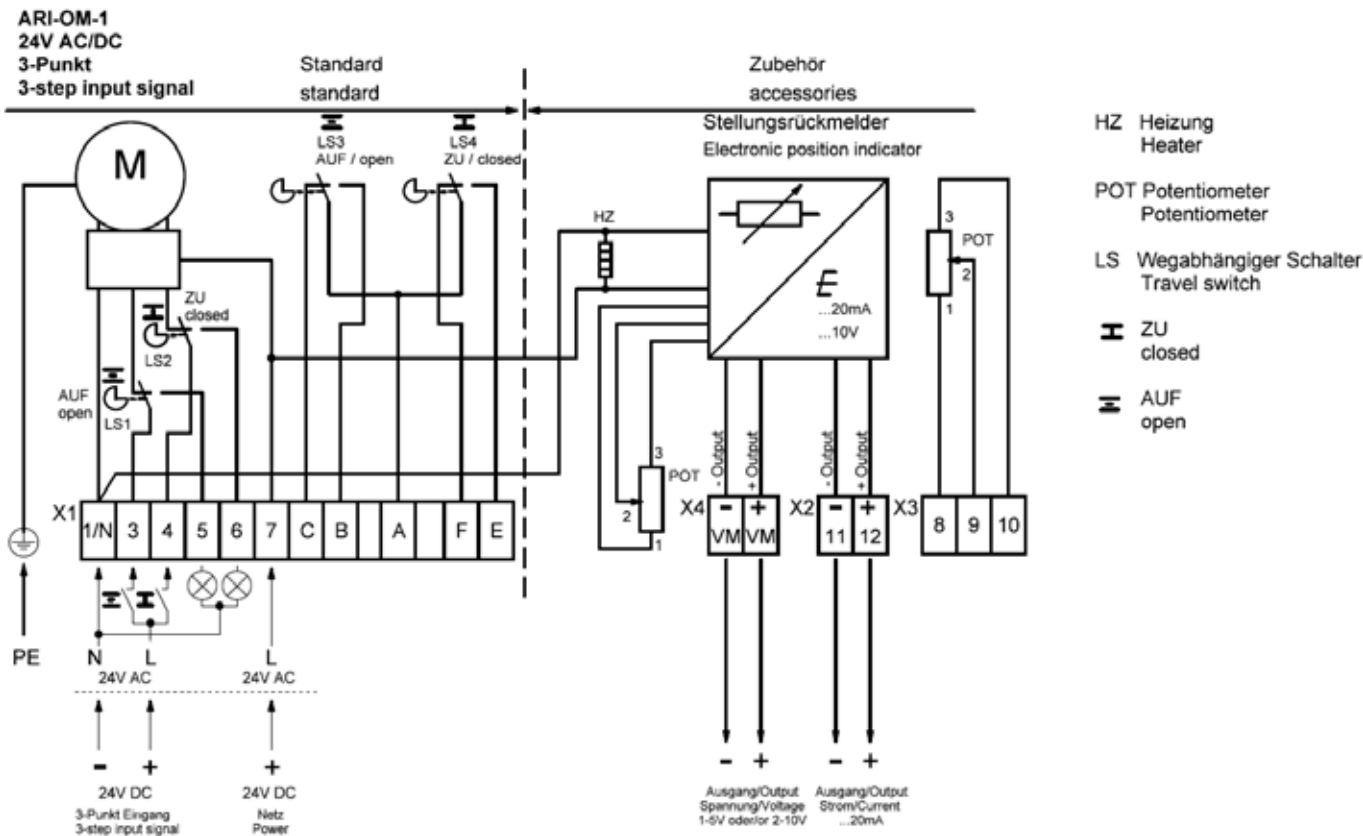 ARI-OM-1
24V AC/DC
3-Punkt
3-step input signal
Standard
standard
Zubehör
accessories
Stellungsrückmelder
Electronic position indicator
LS3
AUF / open
LS4
ZU / closed
M
HZ
...20mA
...10V
3
POT
2
1
HZ Heizung
Heater
POT Potentiometer
Potentiometer
LS Wegabhängiger Schalter
Travel switch
ZU
closed
AUF
open
ZU
closed
LS2
AUF
open
LS1
3
POT
2
1
- Output
+ Output
- Output
+ Output
X1
1/N 3 4 5 6 7 C B A F E
X4
- +
VM VM
X2
- +
11 12
X3
8 9 10
PE
N L L
24V AC 24V AC
- + +
24V DC 24V DC
3-Punkt Eingang
3-step input signal
Netz
Power
- +
Ausgang/Output
Spannung/Voltage
1-5V oder/or 2-10V
- +
Ausgang/Output
Strom/Current
...20mA